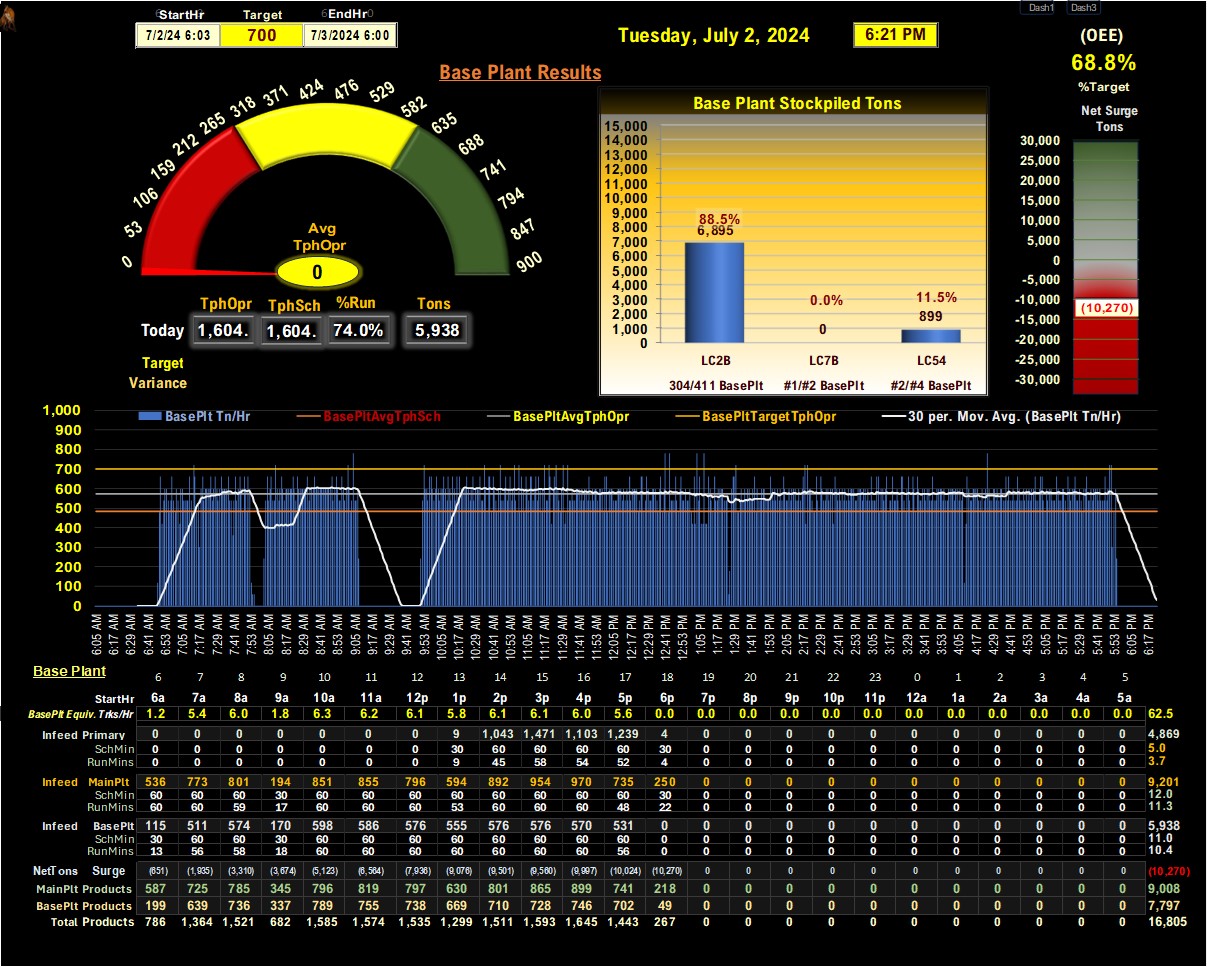 Dash1 Dash3
StartHr Target EndHr
7/2/24 6:03 700 7/3/2024 6:00
Tuesday, July 2, 2024 6:21 PM
(OEE)
68.8%
%Target
Base Plant Results
0 53 106 159 212 265 318 371 424 476 529 582 635 688 741 794 847 900
Avg
TphOpr
0
TphOpr TphSch %Run Tons
Today 1,604. 1,604. 74.0% 5,938
Target
Variance
Base Plant Stockpiled Tons
15,000
14,000
13,000
12,000
11,000
10,000
9,000
8,000
7,000
6,000
5,000
4,000
3,000
2,000
1,000
0
88.5% 0.0% 11.5%
6,895 0 899
LC2B LC7B LC54
304/411 BasePlt #1/#2 BasePlt #2/#4 BasePlt
Net Surge
Tons
30,000
25,000
20,000
15,000
10,000
5,000
0
-5,000
-10,000
(10,270)
-15,000
-20,000
-25,000
-30,000
BasePlt Tn/Hr BasePltAvgTphSch BasePltAvgTphOpr BasePltTargetTphOpr 30 per. Mov. Avg. (BasePlt Tn/Hr)
1,000
900
800
700
600
500
400
300
200
100
0
6:05 AM 6:17 AM 6:29 AM 6:41 AM 6:53 AM 7:05 AM 7:17 AM 7:29 AM 7:41 AM 7:53 AM 8:05 AM 8:17 AM 8:29 AM 8:41 AM 8:53 AM 9:05 AM 9:17 AM 9:29 AM 9:41 AM 9:53 AM 10:05 AM 10:17 AM 10:29 AM 10:41 AM 10:53 AM 11:05 AM 11:17 AM 11:29 AM 11:41 AM 11:53 AM 12:05 PM 12:17 PM 12:29 PM 12:41 PM 12:53 PM 1:05 PM 1:17 PM 1:29 PM 1:41 PM 1:53 PM 2:05 PM 2:17 PM 2:29 PM 2:41 PM 2:53 PM 3:05 PM 3:17 PM 3:29 PM 3:41 PM 3:53 PM 4:05 PM 4:17 PM 4:29 PM 4:41 PM 4:53 PM 5:05 PM 5:17 PM 5:29 PM 5:41 PM 5:53 PM 6:05 PM 6:17 PM
Base Plant 6 7 8 9 10 11 12 13 14 15 16 17 18 19 20 21 22 23 0 1 2 3 4 5
StartHr 6a 7a 8a 9a 10a 11a 12p 1p 2p 3p 4p 5p 6p 7p 8p 9p 10p 11p 12a 1a 2a 3a 4a 5a
BasePlt Equiv. Trks/Hr 1.2 5.4 6.0 1.8 6.3 6.2 6.1 5.8 6.1 6.1 6.0 5.6 0.0 0.0 0.0 0.0 0.0 0.0 0.0 0.0 0.0 0.0 0.0 0.0 62.5
Infeed Primary 0 0 0 0 0 0 0 9 1,043 1,471 1,103 1,239 4 0 0 0 0 0 0 0 0 0 0 0 4,869
SchMin 0 0 0 0 0 0 0 30 60 60 60 60 30 0 0 0 0 0 0 0 0 0 0 0 5.0
RunMins 0 0 0 0 0 0 0 9 45 58 54 52 4 0 0 0 0 0 0 0 0 0 0 0 3.7
Infeed MainPlt 536 773 801 194 851 855 796 594 892 954 970 735 250 0 0 0 0 0 0 0 0 0 0 0 9,201
SchMin 60 60 60 30 60 60 60 60 60 60 60 60 30 0 0 0 0 0 0 0 0 0 0 0 12.0
RunMins 60 60 59 17 60 60 60 53 60 60 60 48 22 0 0 0 0 0 0 0 0 0 0 0 11.3
Infeed BasePlt 115 511 574 170 598 586 576 555 576 576 570 531 0 0 0 0 0 0 0 0 0 0 0 0 5,938
SchMin 30 60 60 30 60 60 60 60 60 60 60 60 0 0 0 0 0 0 0 0 0 0 0 0 11.0
RunMins 13 56 58 18 60 60 60 60 60 60 60 56 0 0 0 0 0 0 0 0 0 0 0 0 10.4
NetTons Surge (651) (1,935) (3,310) (3,674) (5,123) (6,564) (7,936) (9,076) (9,501) (9,560) (9,997) (10,024) (10,270) 0 0 0 0 0 0 0 0 0 0 0 (10,270)
MainPlt Products 587 725 785 345 796 819 797 630 801 865 899 741 218 0 0 0 0 0 0 0 0 0 0 0 9,008
BasePlt Products 199 639 736 337 789 755 738 669 710 728 746 702 49 0 0 0 0 0 0 0 0 0 0 0 7,797
Total Products 786 1,364 1,521 682 1,585 1,574 1,535 1,299 1,511 1,593 1,645 1,443 267 0 0 0 0 0 0 0 0 0 0 0 16,805